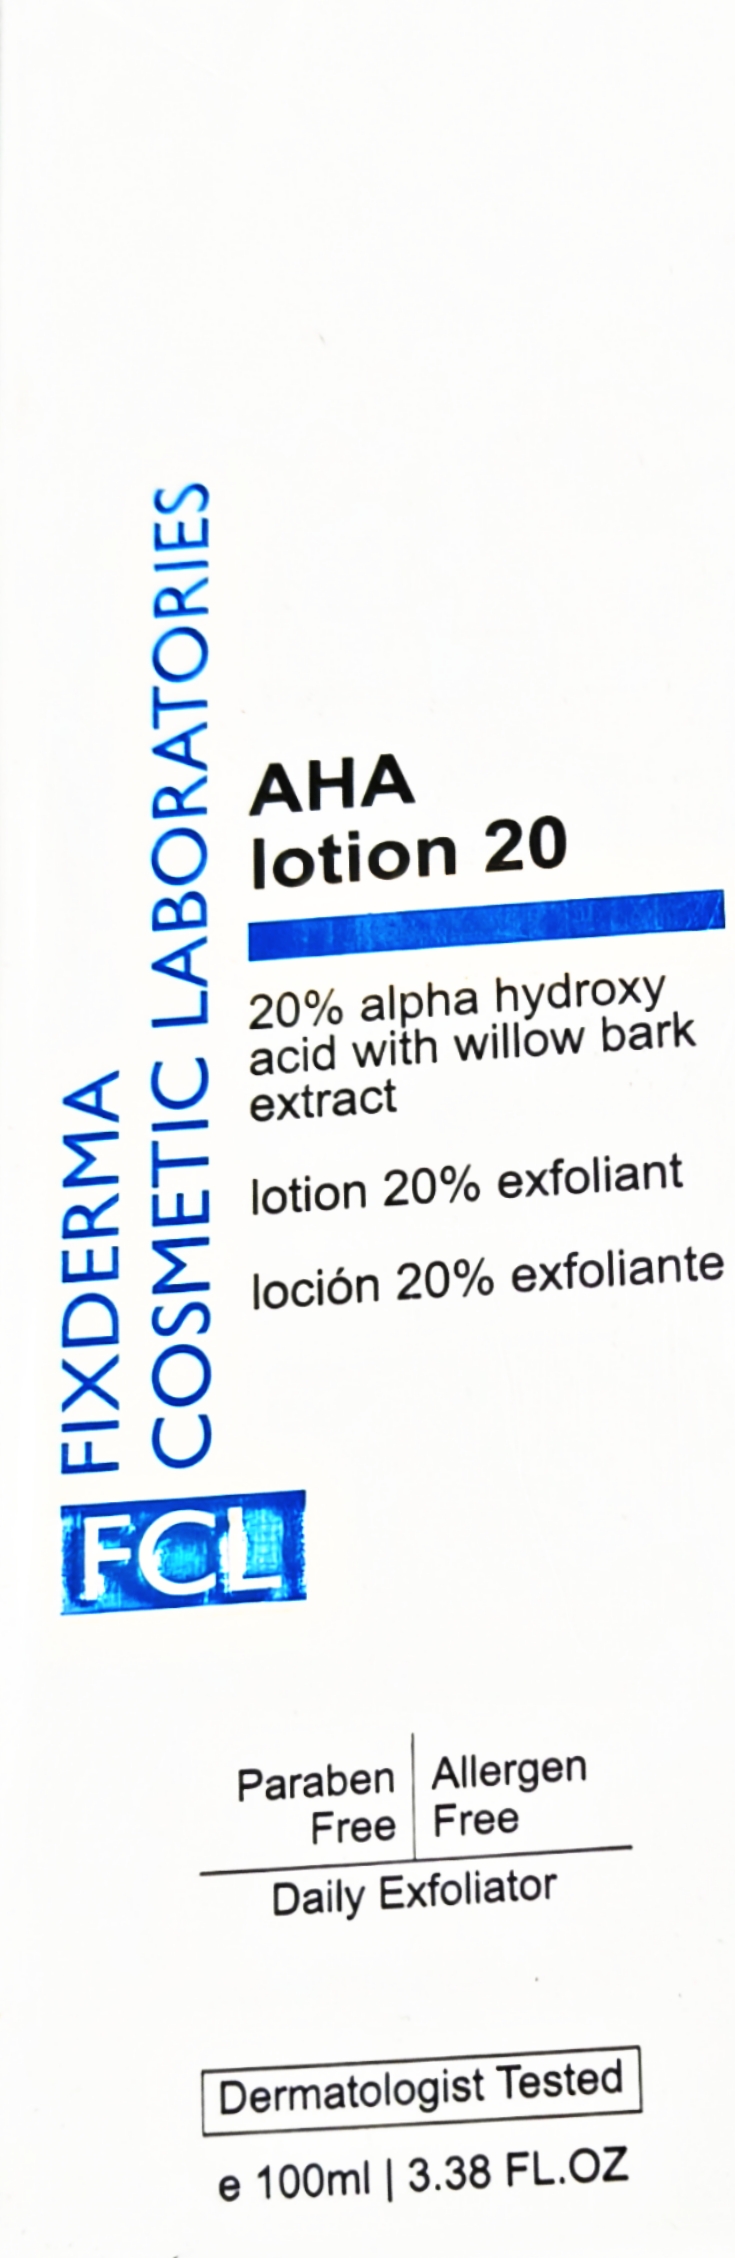 FIXDERMA
COSMETIC LABORATORIES
FCL
AHA
lotion 20
20% alpha hydroxy
acid with willow bark
extract
lotion 20% exfoliant
loción 20% exfoliante
Paraben Free
Allergen Free
Daily Exfoliator
Dermatologist Tested
e 100ml | 3.38 FL.OZ